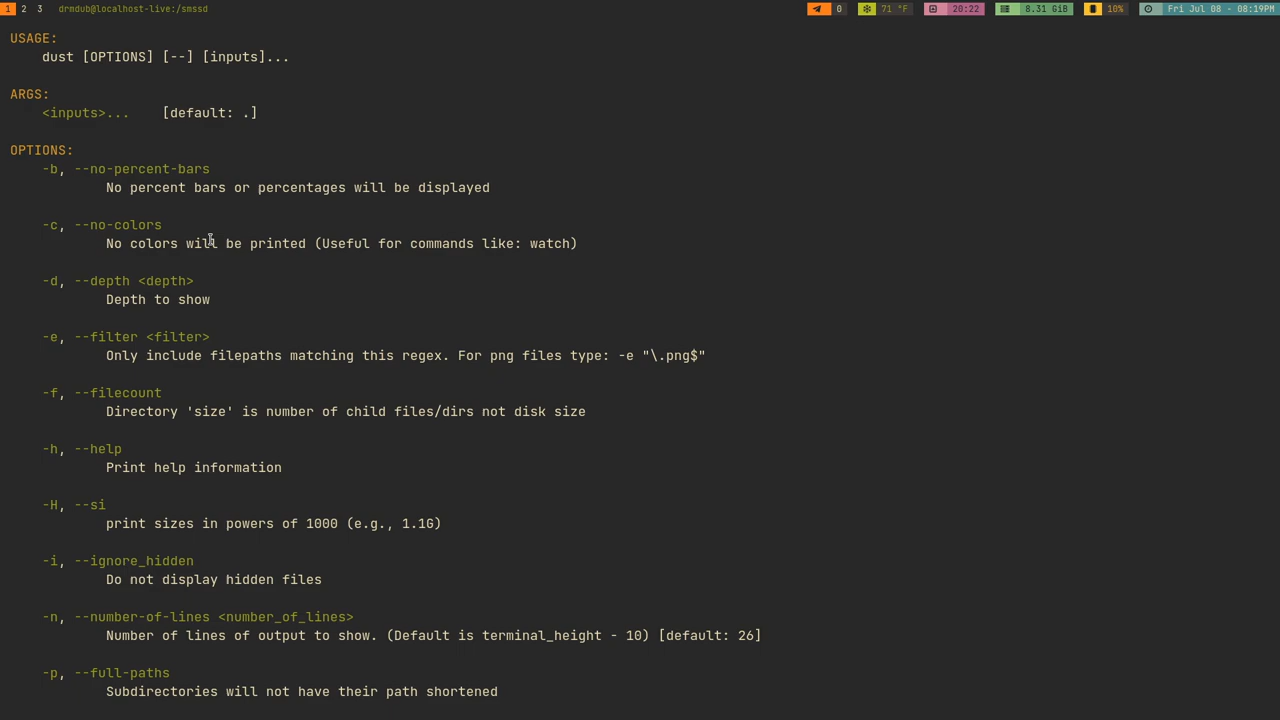 1 2 3 drmdub@localhost-live:/smssd 0 71 °F 20:22 8.31 GiB 10% Fri Jul 08 - 08:19PM
USAGE:
dust [OPTIONS] [--] [inputs]...
ARGS:
<inputs>... [default: .]
OPTIONS:
-b, --no-percent-bars
No percent bars or percentages will be displayed
-c, --no-colors
No colors will be printed (Useful for commands like: watch)
-d, --depth <depth>
Depth to show
-e, --filter <filter>
Only include filepaths matching this regex. For png files type: -e "\.png$"
-f, --filecount
Directory 'size' is number of child files/dirs not disk size
-h, --help
Print help information
-H, --si
print sizes in powers of 1000 (e.g., 1.1G)
-i, --ignore_hidden
Do not display hidden files
-n, --number-of-lines <number_of_lines>
Number of lines of output to show. (Default is terminal_height - 10) [default: 26]
-p, --full-paths
Subdirectories will not have their path shortened